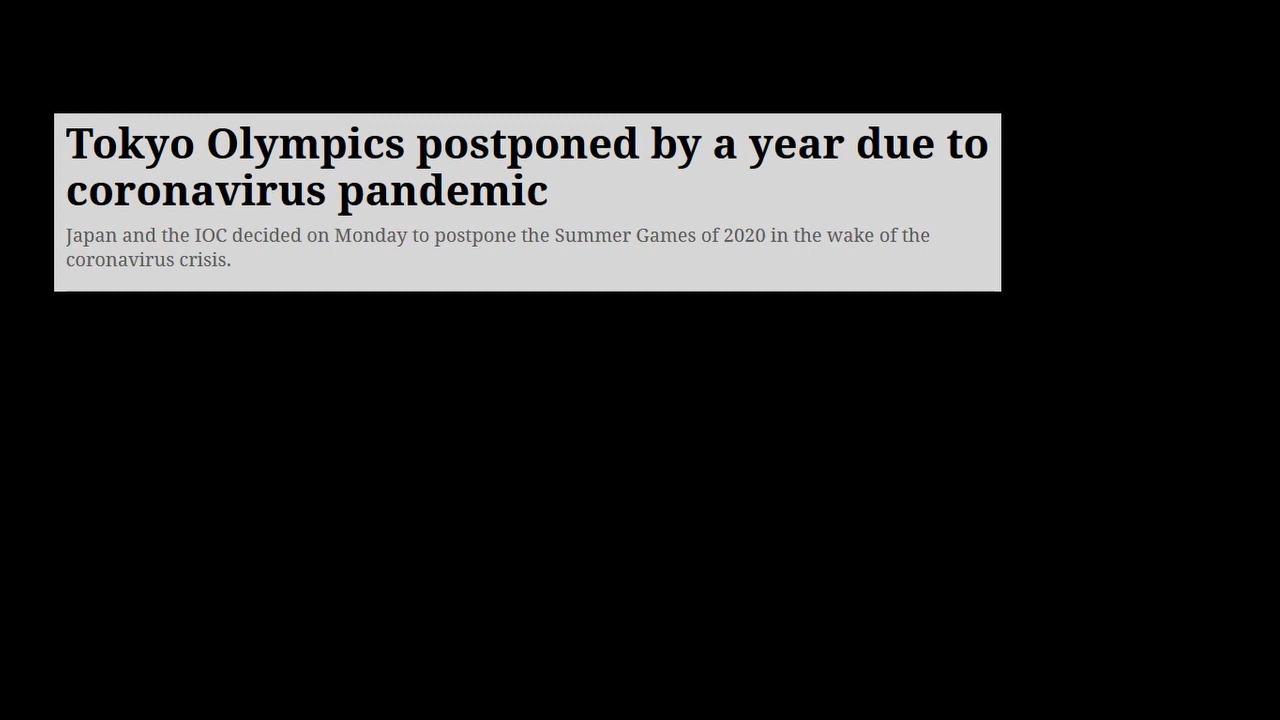 Tokyo Olympics postponed by a year due to
coronavirus pandemic
Japan and the IOC decided on Monday to postpone the Summer Games of 2020 in the wake of the
coronavirus crisis.